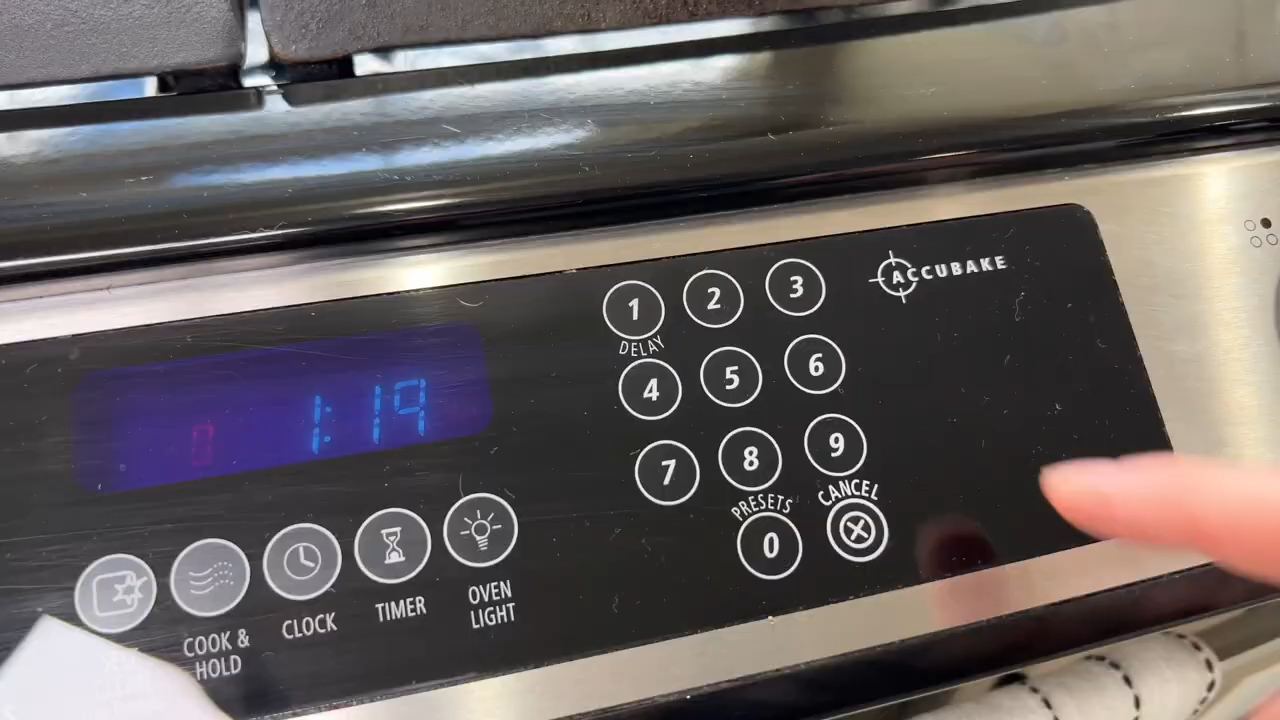 1 2 3
DELAY
ACCUBAKE
4 5 6
7 8 9
PRESETS CANCEL
0
0 1:19
COOK &
HOLD
CLOCK
TIMER
OVEN
LIGHT